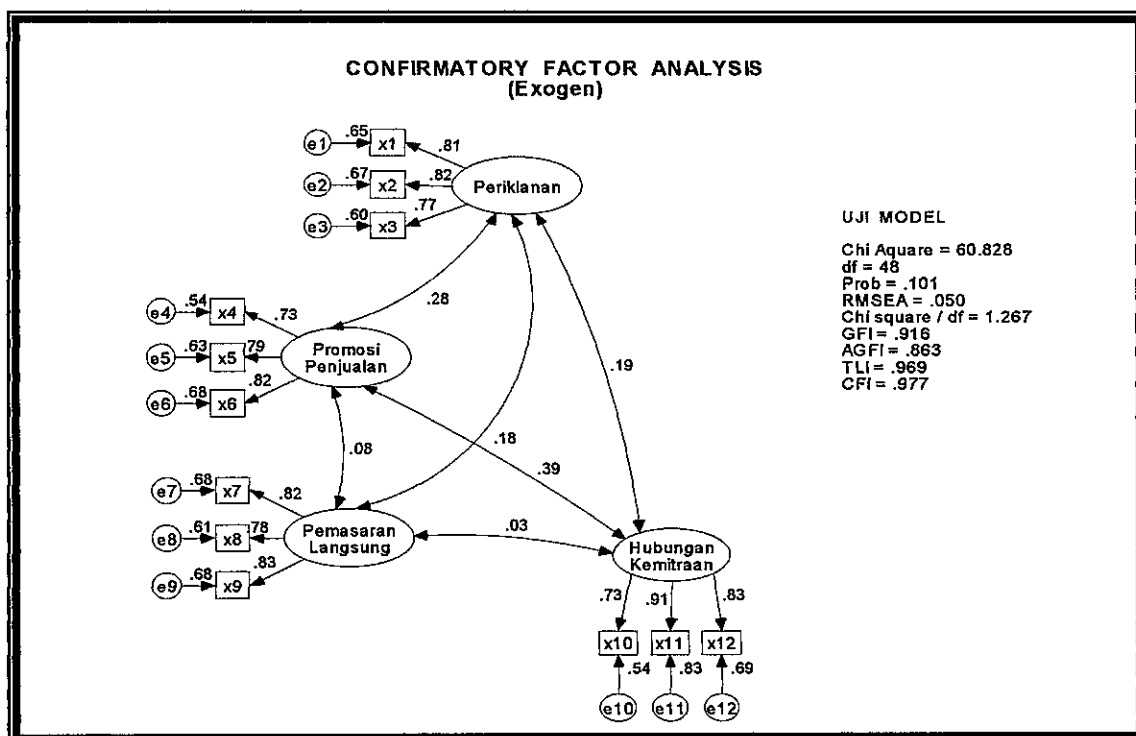 CONFIRMATORY FACTOR ANALYSIS
(Exogen)
e1 .65 x1 .81
e2 .67 x2 .82
e3 .60 x3 .77
Periklanan
UJI MODEL
Chi Aquare = 60.828
df = 48
Prob = .101
RMSEA = .050
Chi square / df = 1.267
GFI = .916
AGFI = .863
TLI = .969
CFI = .977
.28
.19
e4 .54 x4 .73
e5 .63 x5 .79
e6 .68 x6 .82
Promosi
Penjualan
.08
.18
.39
e7 .68 x7 .82
e8 .61 x8 .78
e9 .68 x9 .83
Pemasaran
Langsung
.03
Hubungan
Kemitraan
.73 .91 .83
x10 x11 x12
.54 .83 .69
e10 e11 e12